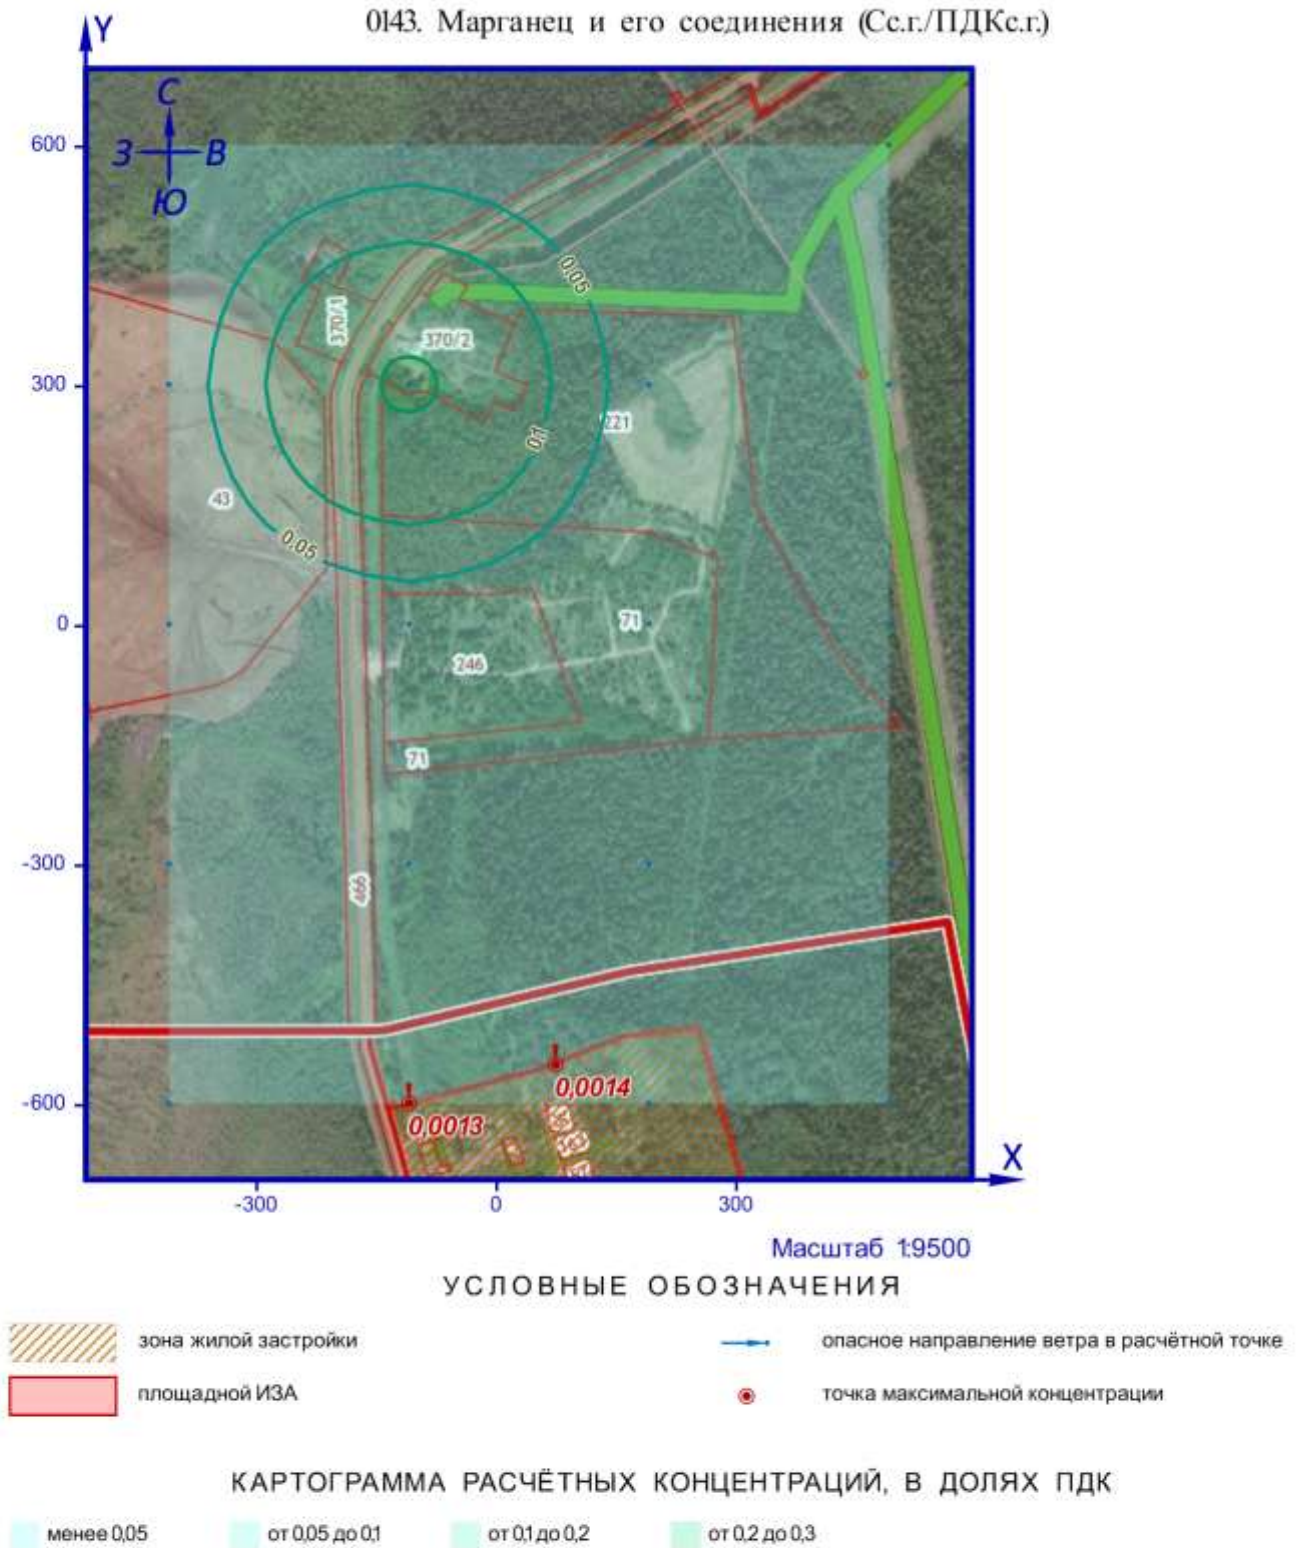 0143. Марганец и его соединения (Сс.г./ПДКс.г.)
Y
С
600
З В
Ю
0,05
370/1
370/2
300
0,1
221
43
0,05
0
71
246
71
-300
466
0,0014
0,0013
-600
343
X
-300 0 300
Масштаб 1:9500
УСЛОВНЫЕ ОБОЗНАЧЕНИЯ
зона жилой застройки
опасное направление ветра в расчётной точке
площадной ИЗА
точка максимальной концентрации
КАРТОГРАММА РАСЧЁТНЫХ КОНЦЕНТРАЦИЙ, В ДОЛЯХ ПДК
менее 0,05 от 0,05 до 0,1 от 0,1 до 0,2 от 0,2 до 0,3